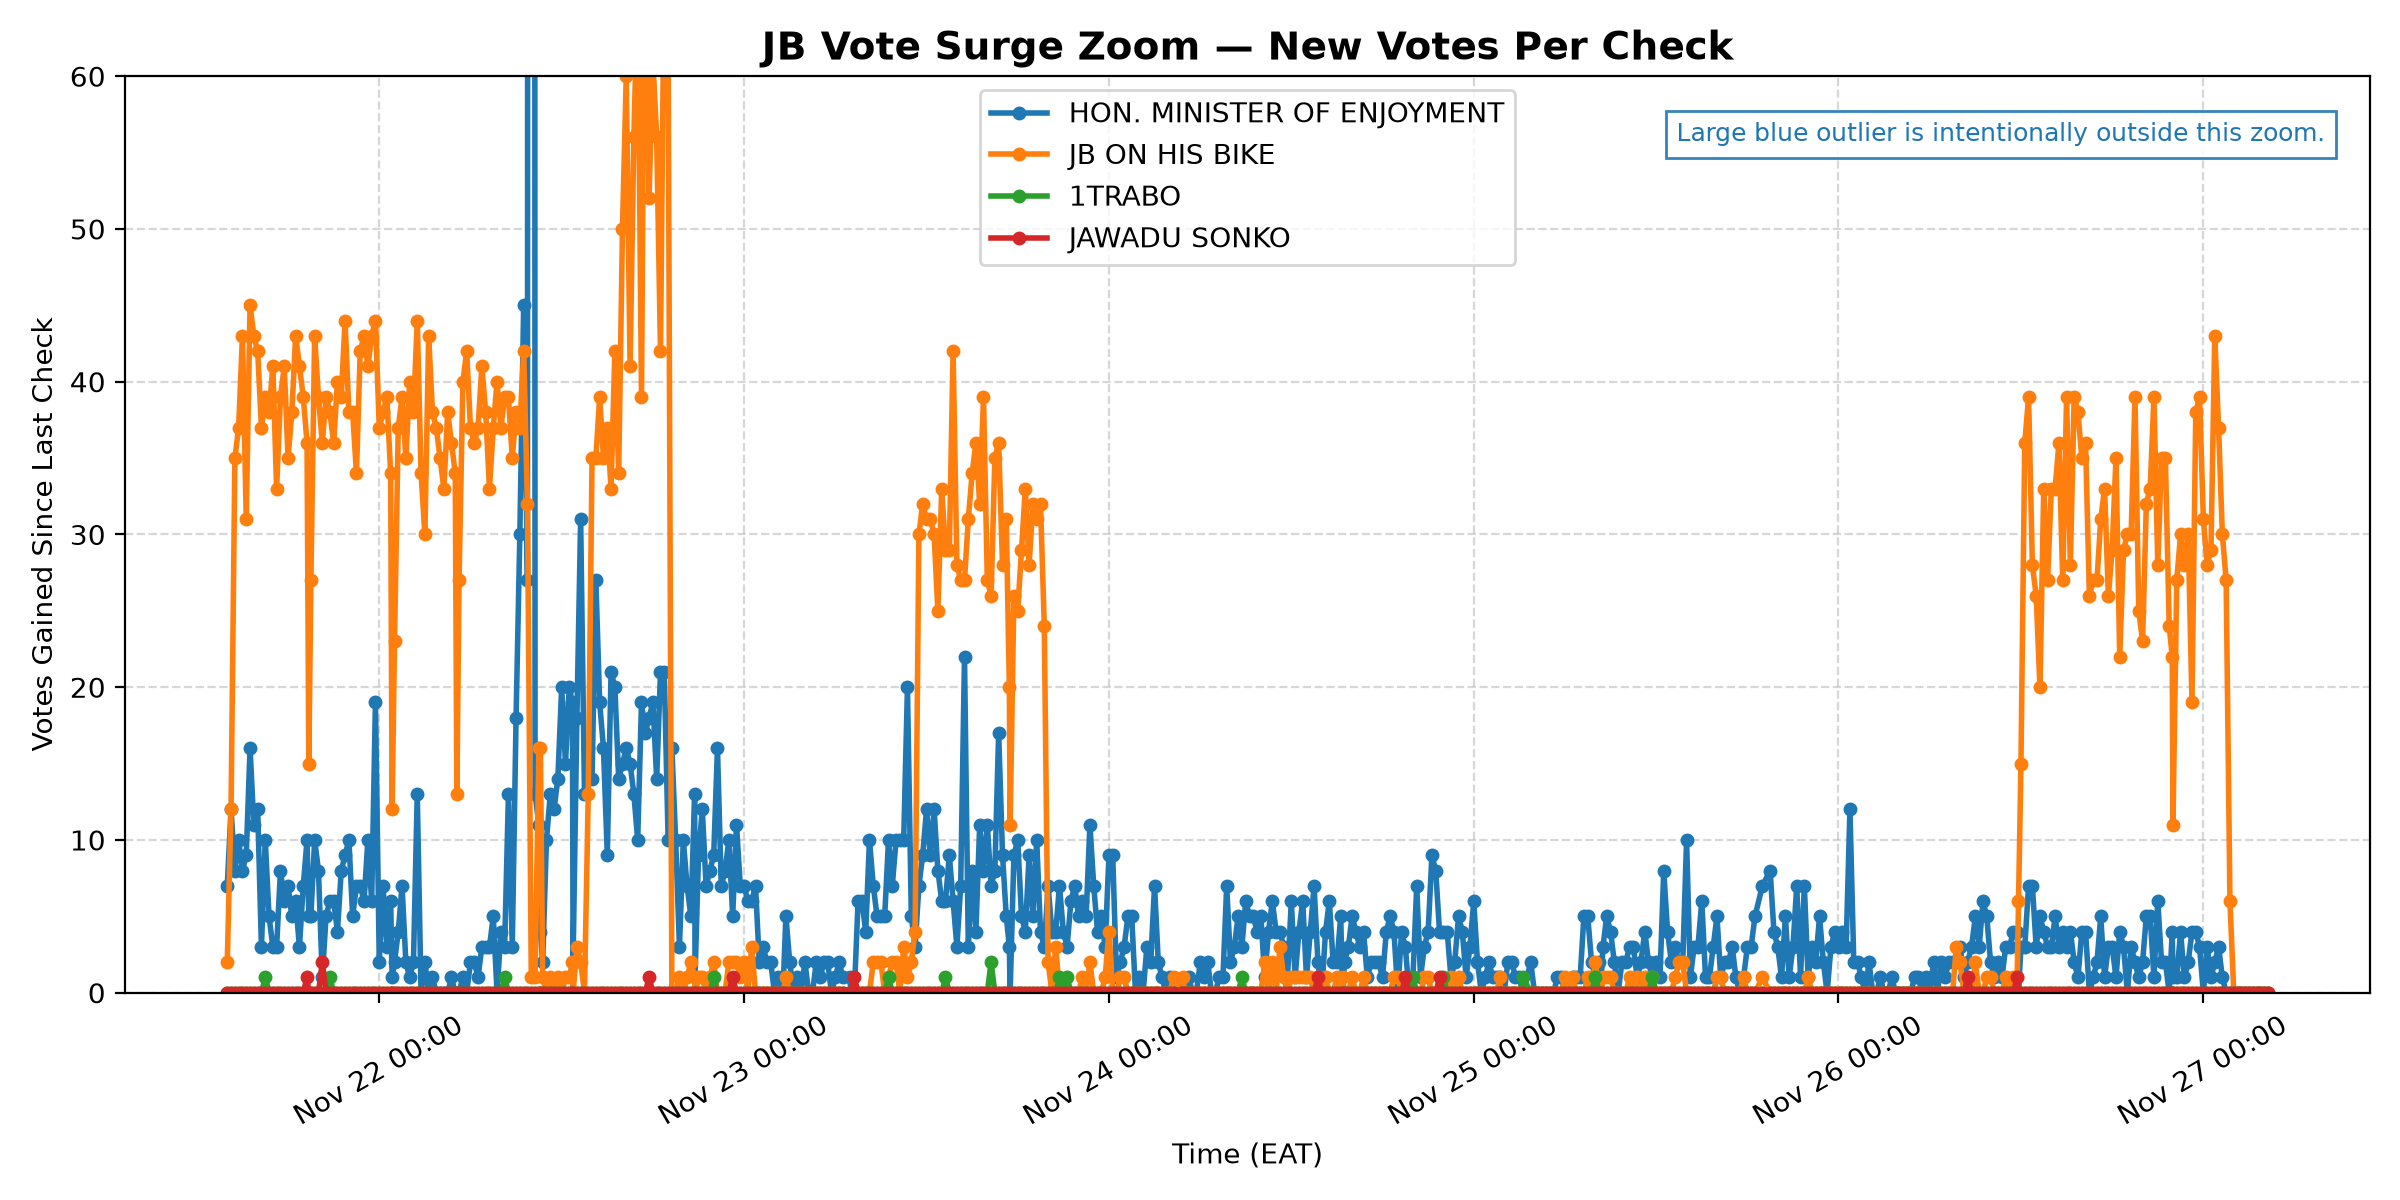 JB Vote Surge Zoom — New Votes Per Check
HON. MINISTER OF ENJOYMENT
JB ON HIS BIKE
1TRABO
JAWADU SONKO
Large blue outlier is intentionally outside this zoom.
Votes Gained Since Last Check
60
50
40
30
20
10
0
Nov 22 00:00
Nov 23 00:00
Nov 24 00:00
Nov 25 00:00
Nov 26 00:00
Nov 27 00:00
Time (EAT)